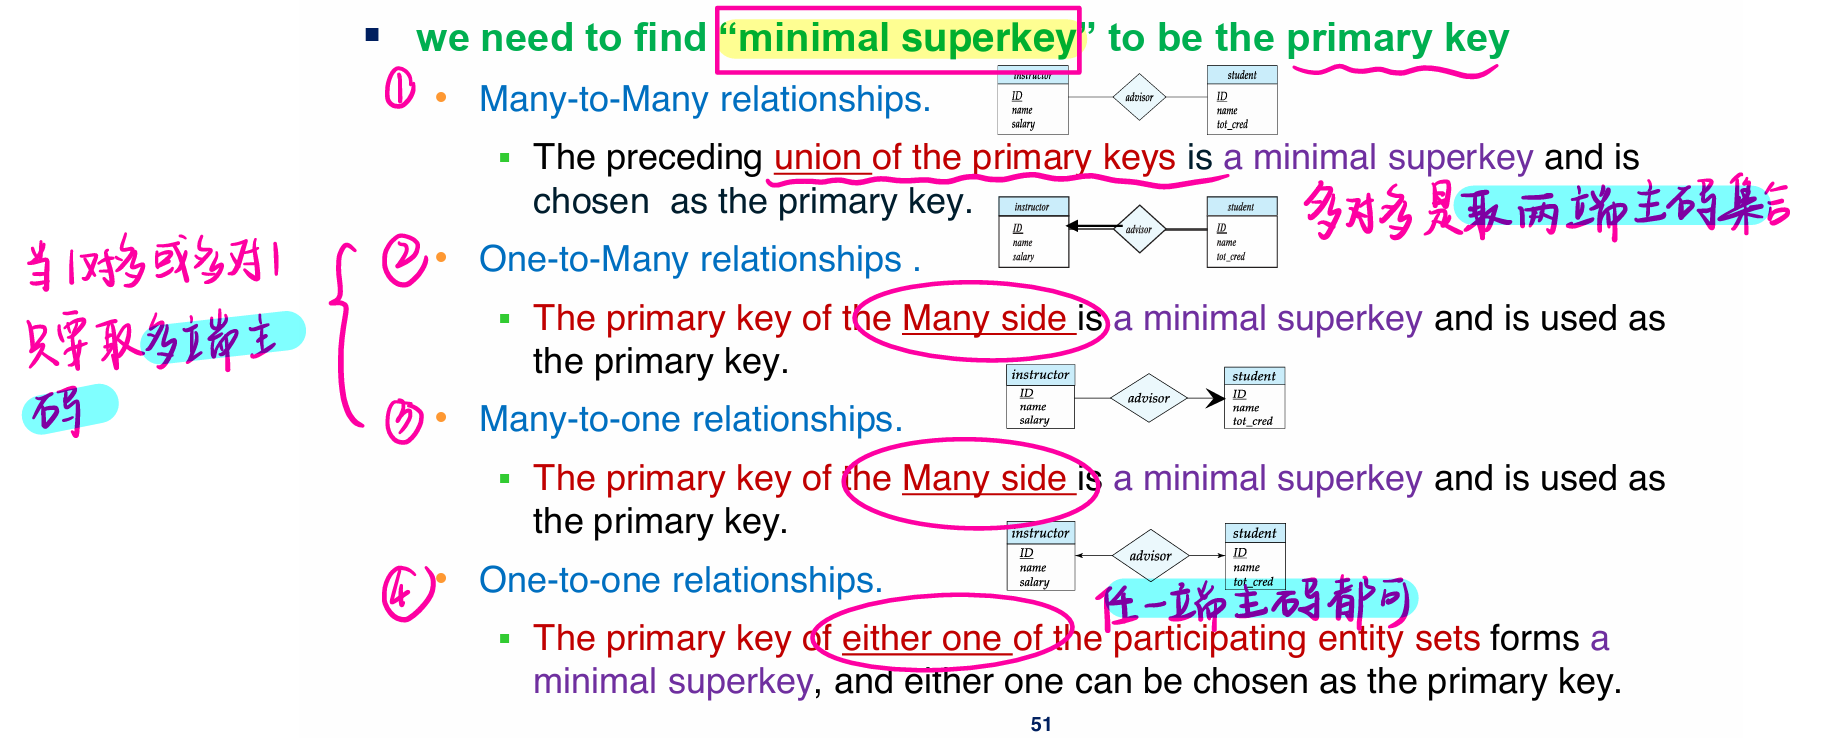 we need to find “minimal superkey” to be the primary key
① • Many-to-Many relationships.
instructor
ID
name
salary
advisor
student
ID
name
tot_cred
The preceding union of the primary keys is a minimal superkey and is
chosen as the primary key.
多对多是取两端主码集合
instructor
ID
name
salary
advisor
student
ID
name
tot_cred
当1对多或多对1
只要取多端主
码
② • One-to-Many relationships .
The primary key of the Many side is a minimal superkey and is used as
the primary key.
instructor
ID
name
salary
advisor
student
ID
name
tot_cred
③ • Many-to-one relationships.
The primary key of the Many side is a minimal superkey and is used as
the primary key.
instructor
ID
name
salary
advisor
student
ID
name
tot_cred
④ • One-to-one relationships.
任一端主码都可
The primary key of either one of the participating entity sets forms a
minimal superkey, and either one can be chosen as the primary key.
51